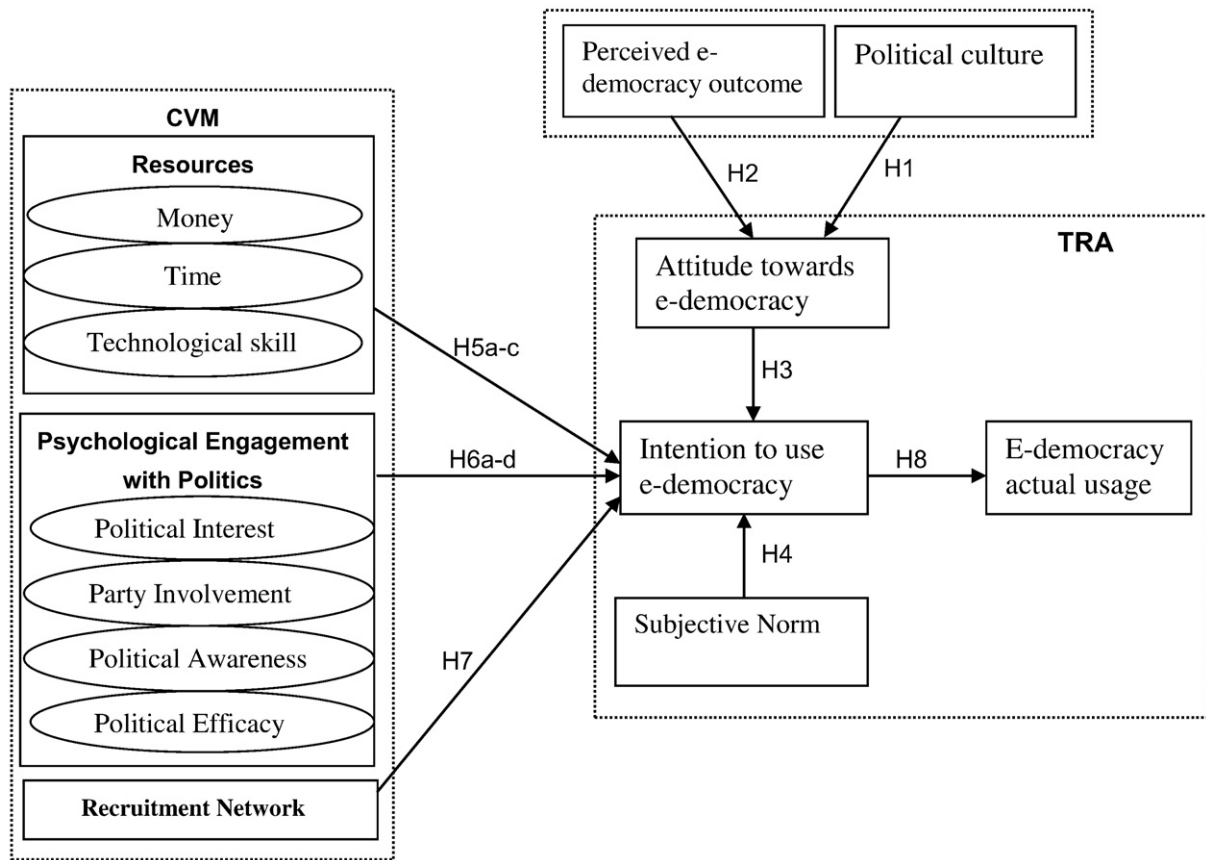 Perceived e-
democracy outcome
Political culture
H2
H1
CVM
Resources
Money
Time
Technological skill
Psychological Engagement
with Politics
Political Interest
Party Involvement
Political Awareness
Political Efficacy
Recruitment Network
H5a-c
H6a-d
H7
TRA
Attitude towards
e-democracy
H3
Intention to use
e-democracy
H8
E-democracy
actual usage
H4
Subjective Norm